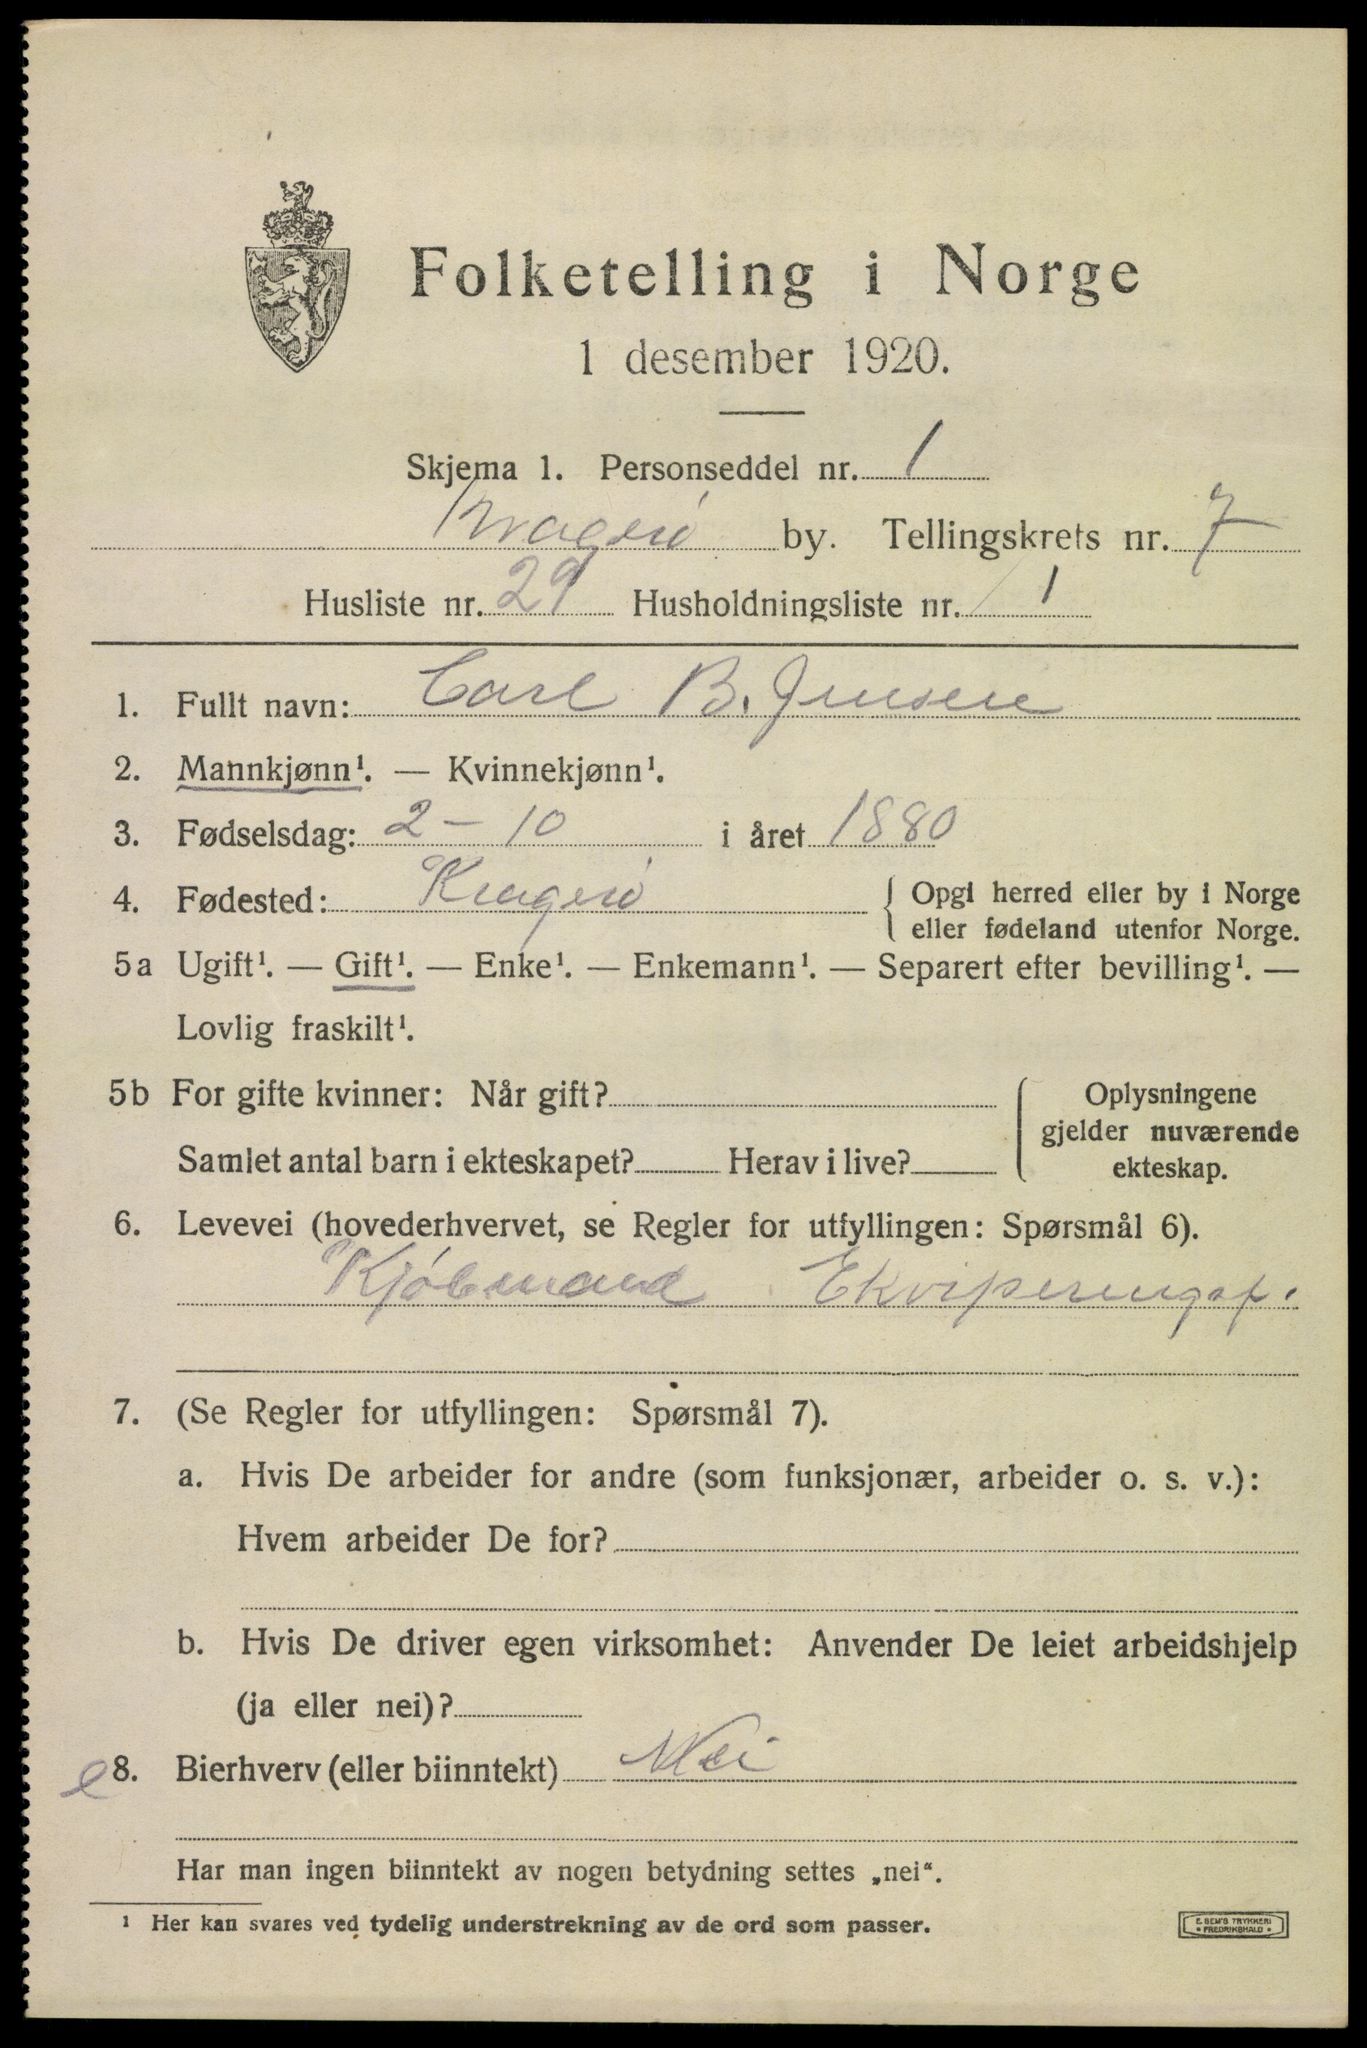 Folketelling i Norge
1 desember 1920.
Skjema 1. Personseddel nr. 1
Kragerø by. Tellingskrets nr. 7
Husliste nr. 29 Husholdningsliste nr. 1
1. Fullt navn: Carl B. Jensen
2. Mannkjønn¹. — Kvinnekjønn¹.
3. Fødselsdag: 2 – 10 i året 1880
4. Fødested: Kragerø { Opgi herred eller by i Norge
eller fødeland utenfor Norge.
5a Ugift¹. — Gift¹. — Enke¹. — Enkemann¹. — Separert efter bevilling¹. —
Lovlig fraskilt¹.
5b For gifte kvinner: Når gift? Oplysningene
gjelder nuværende
Samlet antal barn i ekteskapet? Herav i live? ekteskap.
6. Levevei (hovederhvervet, se Regler for utfyllingen: Spørsmål 6).
Kjöbmand Ekviperingsf.
7. (Se Regler for utfyllingen: Spørsmål 7).
a. Hvis De arbeider for andre (som funksjonær, arbeider o. s. v.):
Hvem arbeider De for?
b. Hvis De driver egen virksomhet: Anvender De leiet arbeidshjelp
(ja eller nei)?
e 8. Bierhverv (eller biinntekt) Nei
Har man ingen biinntekt av nogen betydning settes „nei“.
¹ Her kan svares ved tydelig understrekning av de ord som passer.
E. SEM'S TRYKKERI
* FREDRIKSHALD *